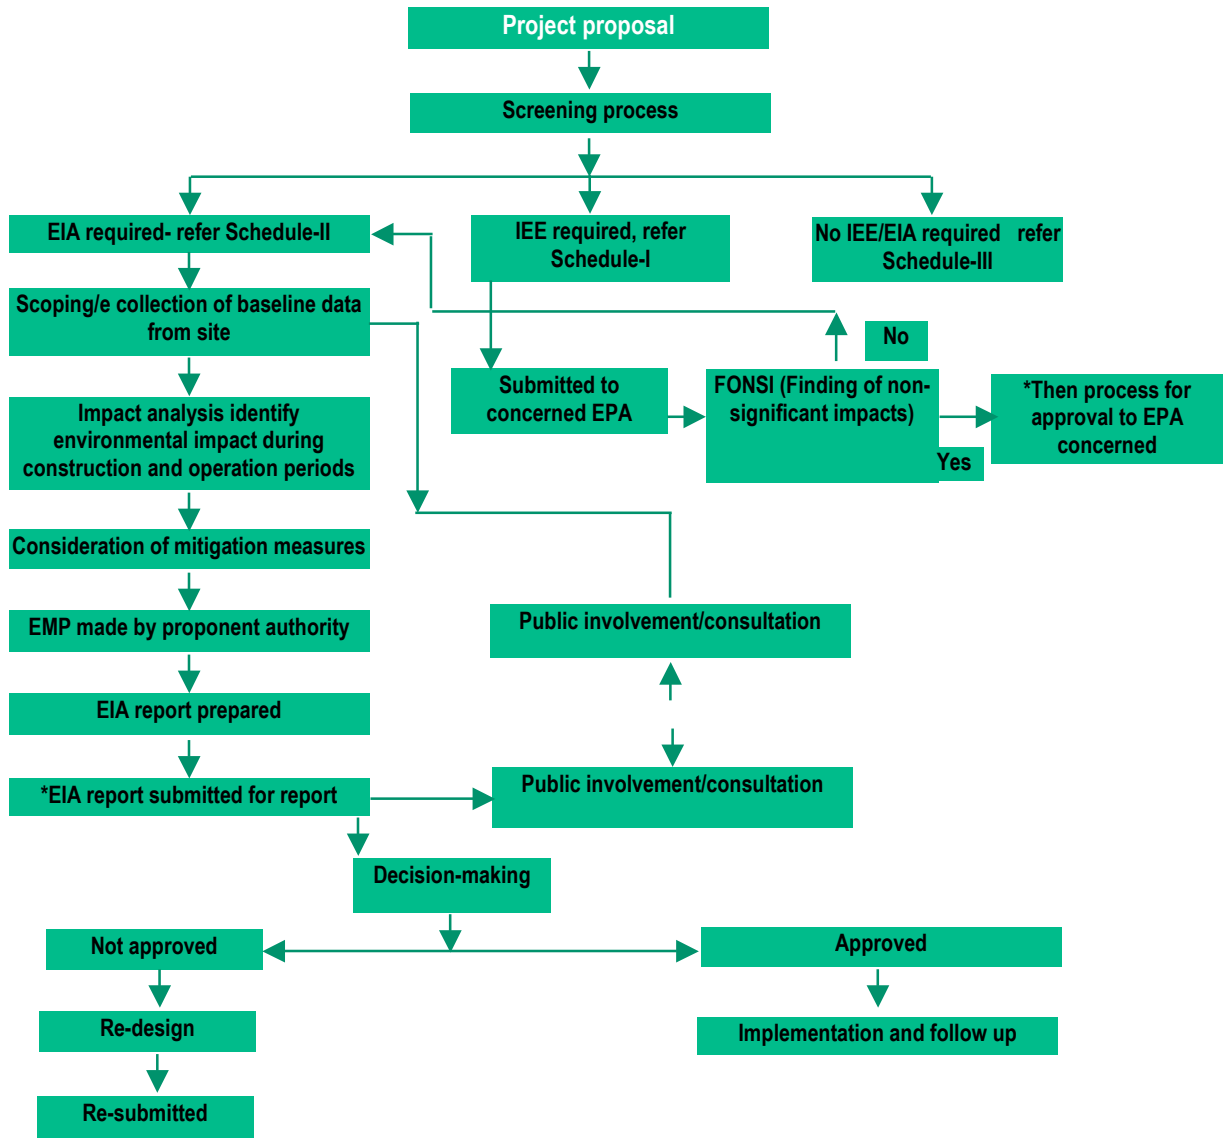 Project proposal
Screening process
EIA required- refer Schedule-II
IEE required, refer
Schedule-I
No IEE/EIA required refer
Schedule-III
Scoping/e collection of baseline data
from site
No
Submitted to
concerned EPA
FONSI (Finding of non-
significant impacts)
*Then process for
approval to EPA
concerned
Yes
Impact analysis identify
environmental impact during
construction and operation periods
Consideration of mitigation measures
EMP made by proponent authority
Public involvement/consultation
EIA report prepared
*EIA report submitted for report
Public involvement/consultation
Decision-making
Not approved
Approved
Re-design
Implementation and follow up
Re-submitted